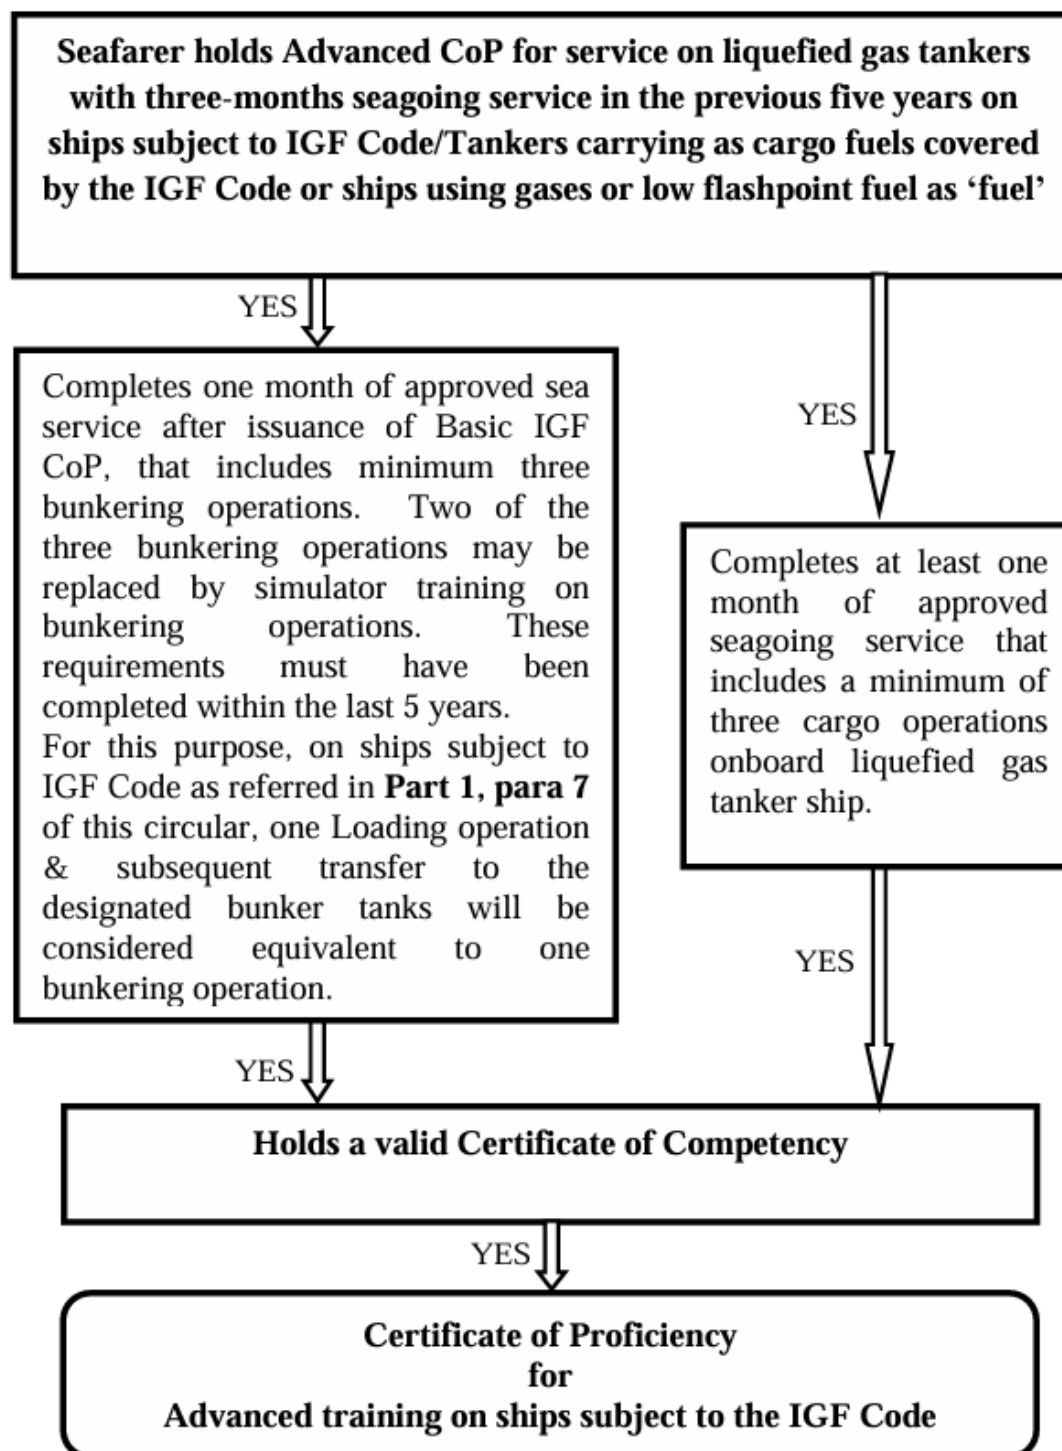 Seafarer holds Advanced CoP for service on liquefied gas tankers
with three-months seagoing service in the previous five years on
ships subject to IGF Code/Tankers carrying as cargo fuels covered
by the IGF Code or ships using gases or low flashpoint fuel as ‘fuel’
YES
Completes one month of approved sea
service after issuance of Basic IGF
CoP, that includes minimum three
bunkering operations. Two of the
three bunkering operations may be
replaced by simulator training on
bunkering operations. These
requirements must have been
completed within the last 5 years.
For this purpose, on ships subject to
IGF Code as referred in Part 1, para 7
of this circular, one Loading operation
& subsequent transfer to the
designated bunker tanks will be
considered equivalent to one
bunkering operation.
YES
YES
Completes at least one
month of approved
seagoing service that
includes a minimum of
three cargo operations
onboard liquefied gas
tanker ship.
YES
Holds a valid Certificate of Competency
YES
Certificate of Proficiency
for
Advanced training on ships subject to the IGF Code